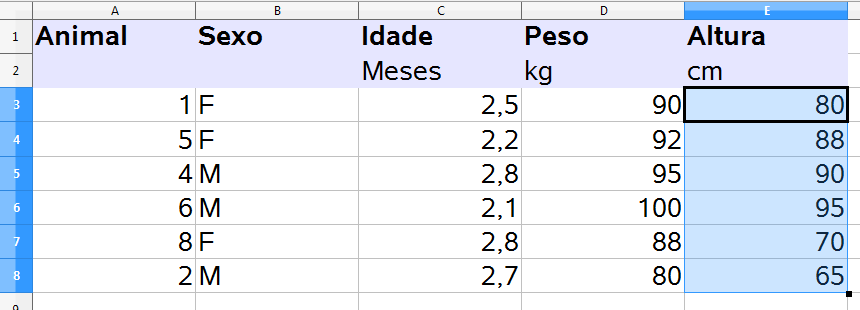 A B C D E
1 Animal Sexo Idade Peso Altura
2 Meses kg cm
3 1 F 2,5 90 80
4 5 F 2,2 92 88
5 4 M 2,8 95 90
6 6 M 2,1 100 95
7 8 F 2,8 88 70
8 2 M 2,7 80 65
9